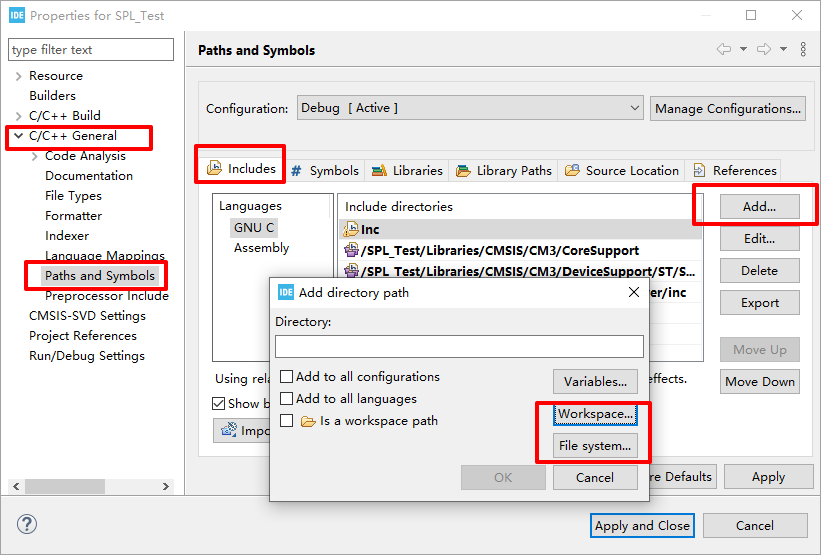 IDE Properties for SPL_Test
type filter text
Resource
Builders
C/C++ Build
C/C++ General
Code Analysis
Documentation
File Types
Formatter
Indexer
Language Mappings
Paths and Symbols
Preprocessor Include
CMSIS-SVD Settings
Project References
Run/Debug Settings
Paths and Symbols
Configuration:
Debug [ Active ]
Manage Configurations...
Includes
# Symbols
Libraries
Library Paths
Source Location
References
Languages
GNU C
Assembly
Include directories
Inc
/SPL_Test/Libraries/CMSIS/CM3/CoreSupport
/SPL_Test/Libraries/CMSIS/CM3/DeviceSupport/ST/S...
er/inc
Add...
Edit...
Delete
Export
Move Up
Move Down
Using rela
effects.
Show b
Impo
IDE Add directory path
Directory:
Add to all configurations
Add to all languages
Is a workspace path
Variables...
Workspace...
File system...
OK
Cancel
re Defaults
Apply
?
Apply and Close
Cancel